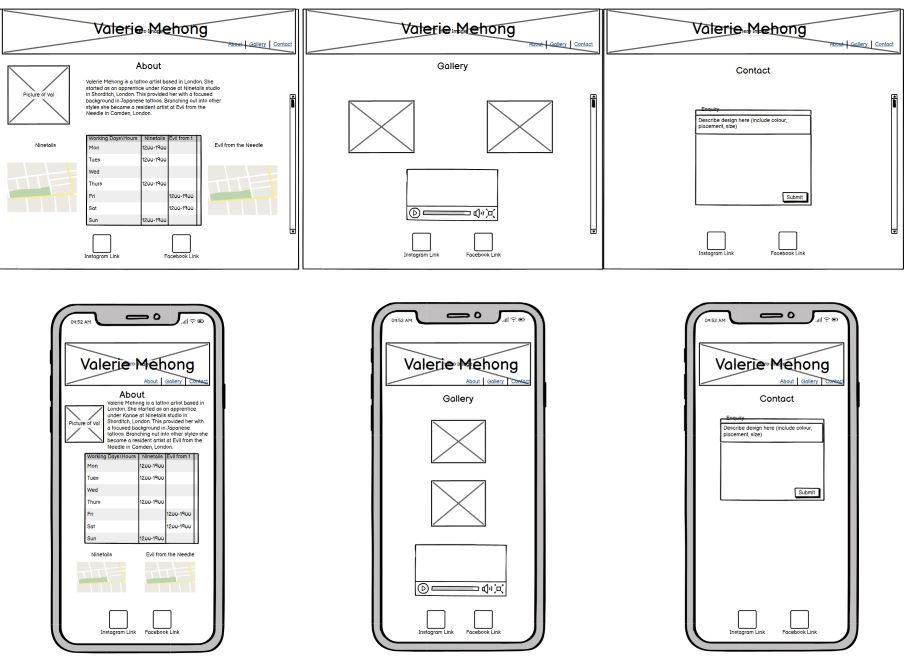 Valerie Mehong
About | Gallery | Contact
About
Picture of Val
Valerie Mehong is a tattoo artist based in London. She
started as an apprentice under Kanae at Ninetails studio
in Shorditch, London. This provided her with a focused
background in Japanese tattoos. Branching out into other
styles she became a resident artist at Evil from the
Needle in Camden, London.
Ninetails
Working Days\Hours Ninetails Evil from t
Mon 12:00-19:00
Tues 12:00-19:00
Wed
Thurs 12:00-19:00
Fri 12:00-19:00
Sat 12:00-19:00
Sun 12:00-19:00
Evil from the Needle
Instagram Link Facebook Link
Valerie Mehong
About | Gallery | Contact
Gallery
Instagram Link Facebook Link
Valerie Mehong
About | Gallery | Contact
Contact
Enquiry
Describe design here (include colour,
placement, size)
Submit
Instagram Link Facebook Link
09:52 AM
Valerie Mehong
About | Gallery | Contact
About
Picture of Val
Valerie Mehong is a tattoo artist based in
London. She started as an apprentice
under Kanae at Ninetails studio in
Shorditch, London. This provided her with
a focused background in Japanese
tattoos. Branching out into other styles she
became a resident artist at Evil from the
Needle in Camden, London.
Working Days\Hours Ninetails Evil from t
Mon 12:00-19:00
Tues 12:00-19:00
Wed
Thurs 12:00-19:00
Fri 12:00-19:00
Sat 12:00-19:00
Sun 12:00-19:00
Ninetails Evil from the Needle
Instagram Link Facebook Link
09:52 AM
Valerie Mehong
About | Gallery | Contact
Gallery
Instagram Link Facebook Link
09:52 AM
Valerie Mehong
About | Gallery | Contact
Contact
Enquiry
Describe design here (include colour,
placement, size)
Submit
Instagram Link Facebook Link